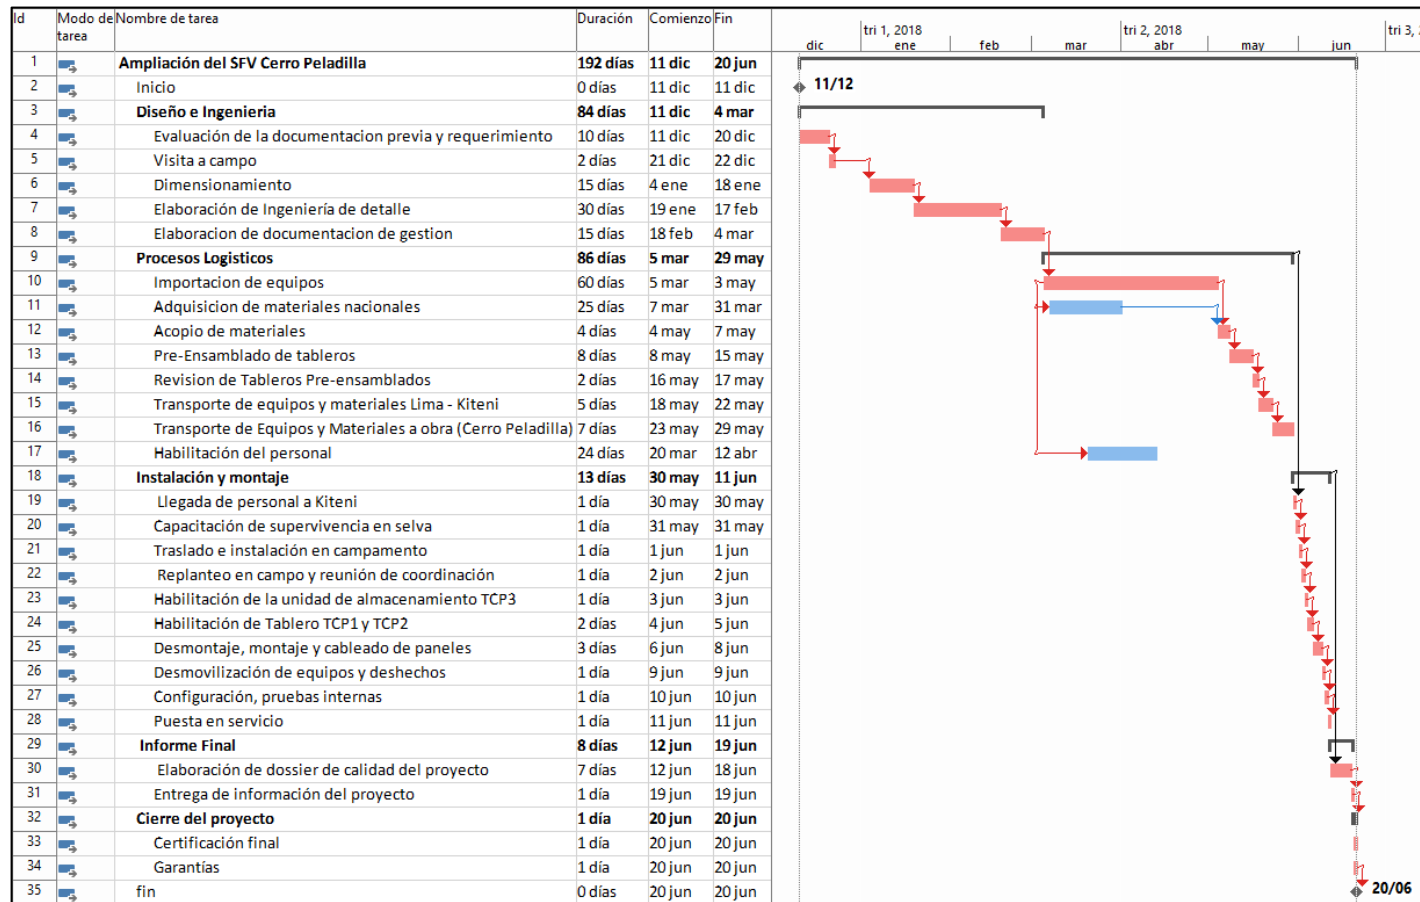 Id Modo de tarea Nombre de tarea Duración Comienzo Fin
tri 1, 2018 tri 2, 2018 tri 3,
dic ene feb mar abr may jun
1 Ampliación del SFV Cerro Peladilla 192 días 11 dic 20 jun
2 Inicio 0 días 11 dic 11 dic 11/12
3 Diseño e Ingenieria 84 días 11 dic 4 mar
4 Evaluación de la documentacion previa y requerimiento 10 días 11 dic 20 dic
5 Visita a campo 2 días 21 dic 22 dic
6 Dimensionamiento 15 días 4 ene 18 ene
7 Elaboración de Ingeniería de detalle 30 días 19 ene 17 feb
8 Elaboracion de documentacion de gestion 15 días 18 feb 4 mar
9 Procesos Logisticos 86 días 5 mar 29 may
10 Importacion de equipos 60 días 5 mar 3 may
11 Adquisicion de materiales nacionales 25 días 7 mar 31 mar
12 Acopio de materiales 4 días 4 may 7 may
13 Pre-Ensamblado de tableros 8 días 8 may 15 may
14 Revision de Tableros Pre-ensamblados 2 días 16 may 17 may
15 Transporte de equipos y materiales Lima - Kiteni 5 días 18 may 22 may
16 Transporte de Equipos y Materiales a obra (Cerro Peladilla) 7 días 23 may 29 may
17 Habilitación del personal 24 días 20 mar 12 abr
18 Instalación y montaje 13 días 30 may 11 jun
19 Llegada de personal a Kiteni 1 día 30 may 30 may
20 Capacitación de supervivencia en selva 1 día 31 may 31 may
21 Traslado e instalación en campamento 1 día 1 jun 1 jun
22 Replanteo en campo y reunión de coordinación 1 día 2 jun 2 jun
23 Habilitación de la unidad de almacenamiento TCP3 1 día 3 jun 3 jun
24 Habilitación de Tablero TCP1 y TCP2 2 días 4 jun 5 jun
25 Desmontaje, montaje y cableado de paneles 3 días 6 jun 8 jun
26 Desmovilización de equipos y deshechos 1 día 9 jun 9 jun
27 Configuración, pruebas internas 1 día 10 jun 10 jun
28 Puesta en servicio 1 día 11 jun 11 jun
29 Informe Final 8 días 12 jun 19 jun
30 Elaboración de dossier de calidad del proyecto 7 días 12 jun 18 jun
31 Entrega de información del proyecto 1 día 19 jun 19 jun
32 Cierre del proyecto 1 día 20 jun 20 jun
33 Certificación final 1 día 20 jun 20 jun
34 Garantías 1 día 20 jun 20 jun
35 fin 0 días 20 jun 20 jun 20/06